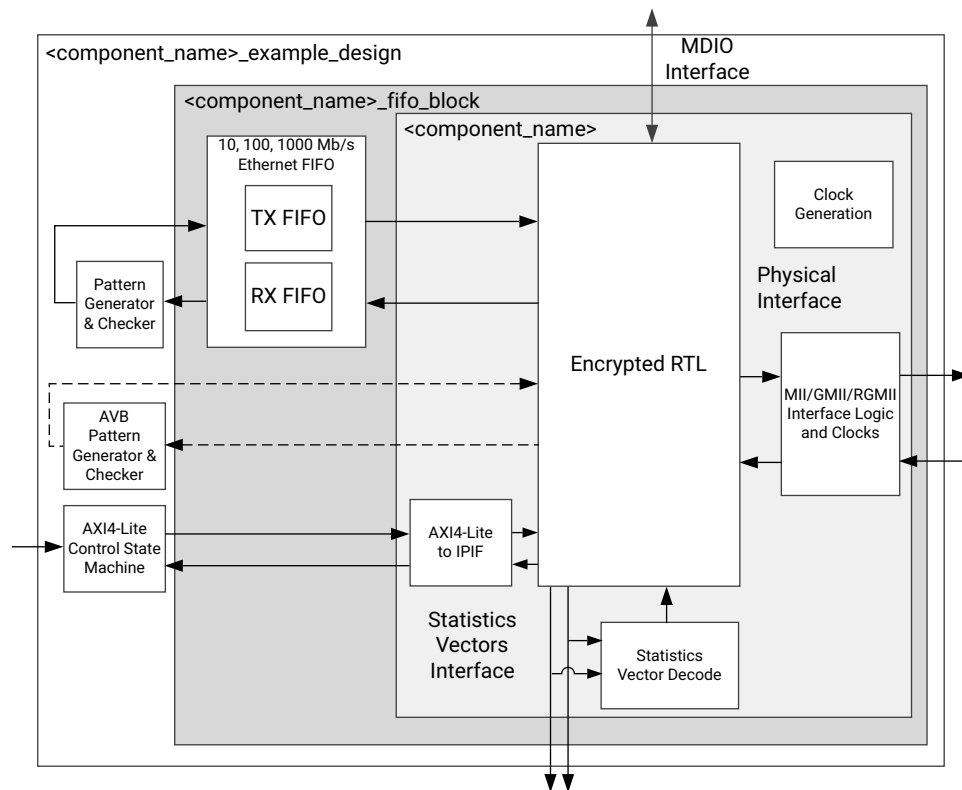 MDIO
Interface
<component_name>_example_design
<component_name>_fifo_block
<component_name>
10, 100, 1000 Mb/s
Ethernet FIFO
TX FIFO
RX FIFO
Clock
Generation
Pattern
Generator
& Checker
Physical
Interface
Encrypted RTL
MII/GMII/RGMII
Interface Logic
and Clocks
AVB
Pattern
Generator &
Checker
AXI4-Lite
Control State
Machine
AXI4-Lite
to IPIF
Statistics
Vectors
Interface
Statistics
Vector Decode